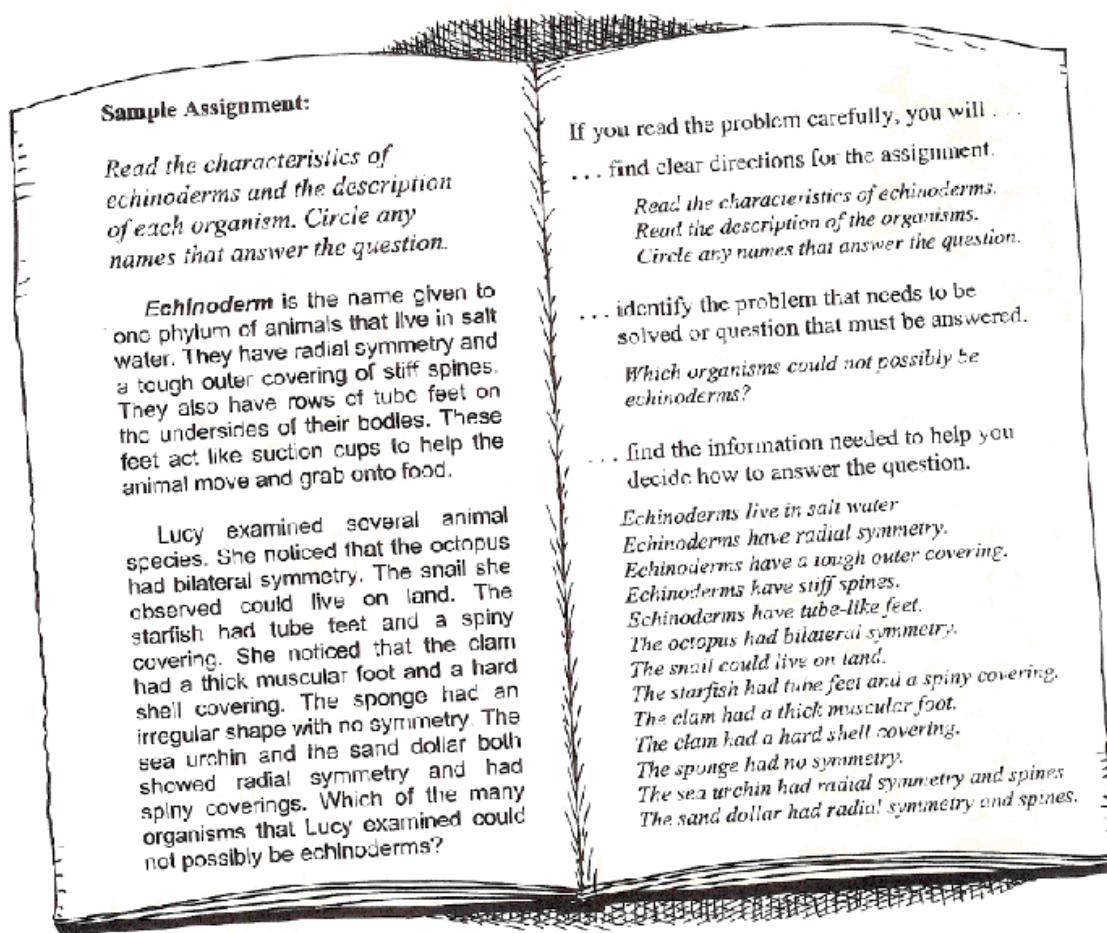 Sample Assignment:
Read the characteristics of
echinoderms and the description
of each organism. Circle any
names that answer the question.
Echinoderm is the name given to
one phylum of animals that live in salt
water. They have radial symmetry and
a tough outer covering of stiff spines.
They also have rows of tube feet on
the undersides of their bodies. These
feet act like suction cups to help the
animal move and grab onto food.
Lucy examined several animal
species. She noticed that the octopus
had bilateral symmetry. The snail she
observed could live on land. The
starfish had tube feet and a spiny
covering. She noticed that the clam
had a thick muscular foot and a hard
shell covering. The sponge had an
irregular shape with no symmetry. The
sea urchin and the sand dollar both
showed radial symmetry and had
spiny coverings. Which of the many
organisms that Lucy examined could
not possibly be echinoderms?
If you read the problem carefully, you will . . .
. . . find clear directions for the assignment.
Read the characteristics of echinoderms.
Read the description of the organisms.
Circle any names that answer the question.
. . . identify the problem that needs to be
solved or question that must be answered.
Which organisms could not possibly be
echinoderms?
. . . find the information needed to help you
decide how to answer the question.
Echinoderms live in salt water
Echinoderms have radial symmetry.
Echinoderms have a tough outer covering.
Echinoderms have stiff spines.
Echinoderms have tube-like feet.
The octopus had bilateral symmetry.
The snail could live on land.
The starfish had tube feet and a spiny covering.
The clam had a thick muscular foot.
The clam had a hard shell covering.
The sponge had no symmetry.
The sea urchin had radial symmetry and spines
The sand dollar had radial symmetry and spines.